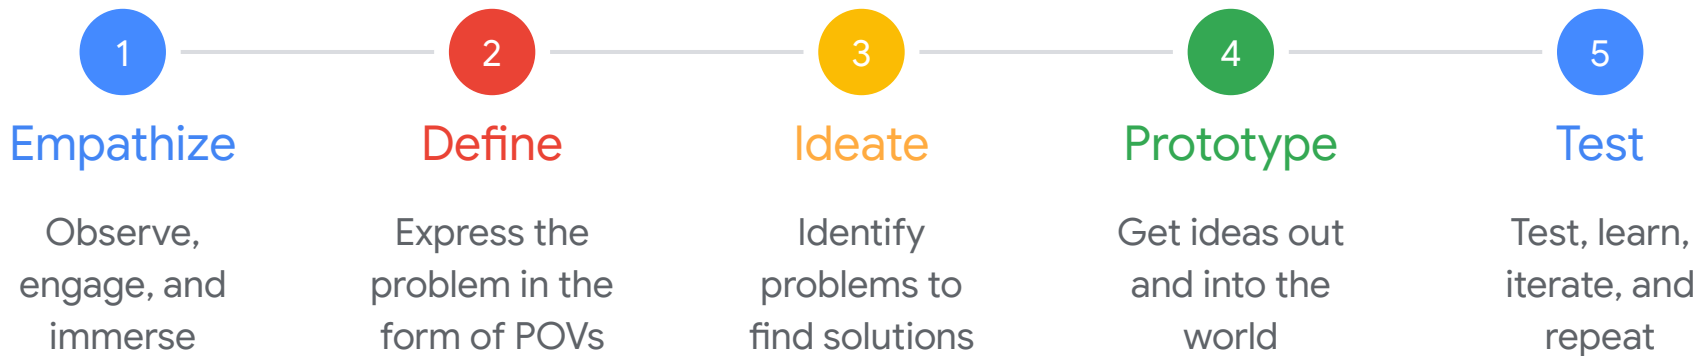 1
Empathize
Observe,
engage, and
immerse
2
Define
Express the
problem in the
form of POVs
3
Ideate
Identify
problems to
find solutions
4
Prototype
Get ideas out
and into the
world
5
Test
Test, learn,
iterate, and
repeat